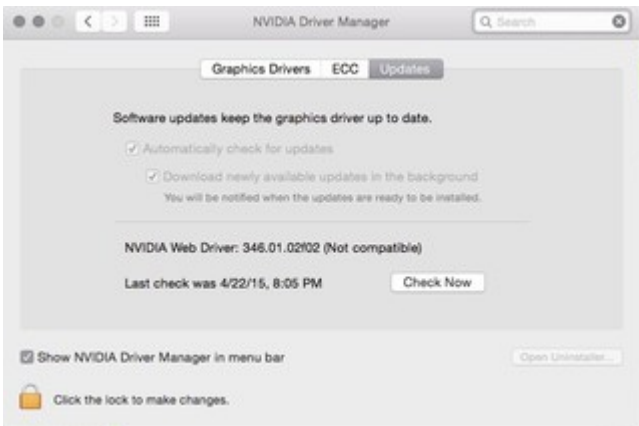 NVIDIA Driver Manager
Search
Graphics Drivers ECC Updates
Software updates keep the graphics driver up to date.
Automatically check for updates
Download newly available updates in the background
You will be notified when the updates are ready to be installed.
NVIDIA Web Driver: 346.01.02f02 (Not compatible)
Last check was 4/22/15, 8:05 PM Check Now
Show NVIDIA Driver Manager in menu bar Open Uninstaller...
Click the lock to make changes.